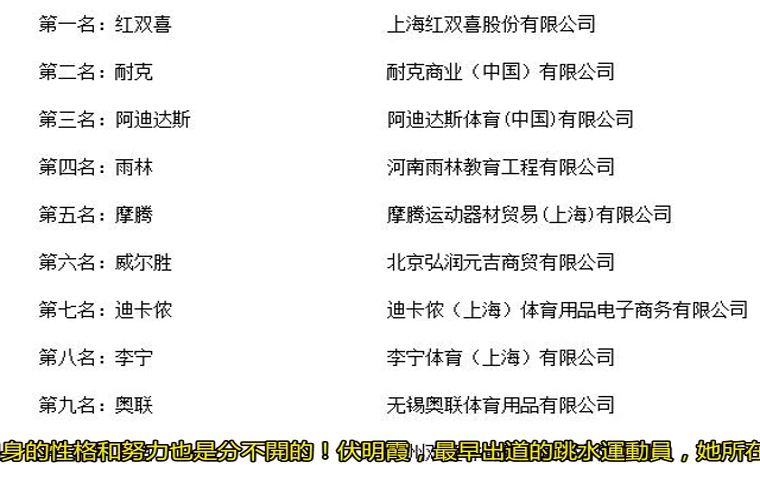 第一名：红双喜 上海红双喜股份有限公司
第二名：耐克 耐克商业（中国）有限公司
第三名：阿迪达斯 阿迪达斯体育(中国)有限公司
第四名：雨林 河南雨林教育工程有限公司
第五名：摩腾 摩腾运动器材贸易(上海)有限公司
第六名：威尔胜 北京弘润元吉商贸有限公司
第七名：迪卡侬 迪卡侬（上海）体育用品电子商务有限公司
第八名：李宁 李宁体育（上海）有限公司
第九名：奥联 无锡奥联体育用品有限公司
身的性格和努力也是分不開的！伏明霞，最早出道的跳水運動員，她所在